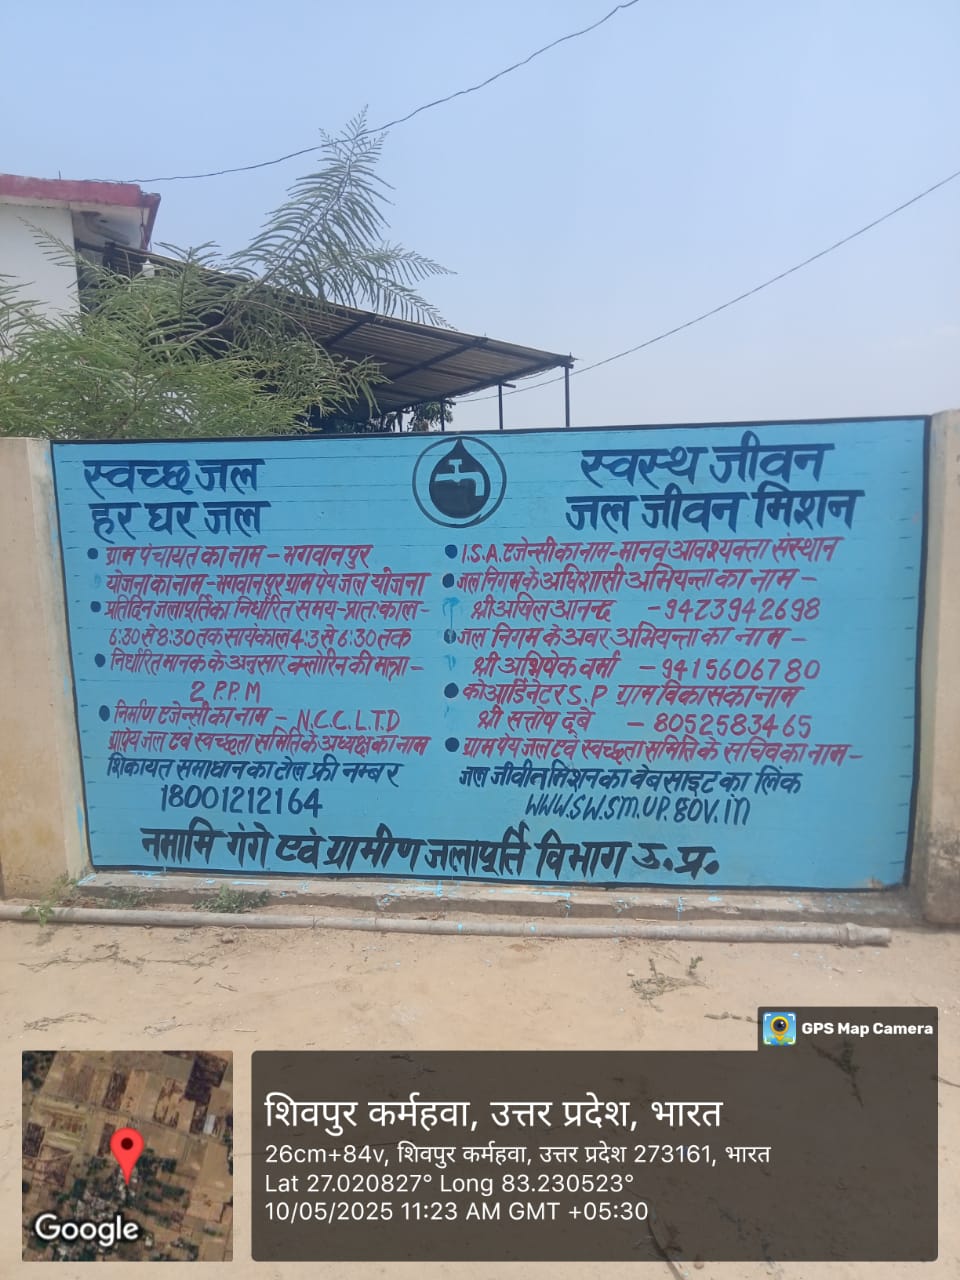 स्वच्छ जल
हर घर जल
स्वस्थ जीवन
जल जीवन मिशन
• ग्राम पंचायत का नाम - भगवानपुर
योजना का नाम - भगवानपुर ग्राम पेय जल योजना
• प्रतिदिन जलापूर्ति का निर्धारित समय - प्रातः काल -
6:30 से 8:30 तक सायंकाल 4:3 से 6:30 तक
• निर्धारित मानक के अनुसार क्लोरिन की मात्रा -
2 P.P.M
• निर्माण एजेन्सी का नाम - N.C.C.L.T.D
ग्रा पेय जल एवं स्वच्छता समिति के अध्यक्ष का नाम
शिकायत समाधान का टोल फ्री नम्बर
18001212164
• I.S.A. एजेन्सी का नाम - मानव आवश्यक्ता संस्थान
• जल निगम के अधिशासी अभियन्ता का नाम -
श्री अखिल आनन्द - 9473942698
• जल निगम के अवर अभियन्ता का नाम -
श्री अभिषेक वर्मा - 9415606780
• कोआर्डिनेटर S.P ग्राम विकास का नाम
श्री सन्तोष दूबे - 8052583465
• ग्राम पेय जल एवं स्वच्छता समिति के सचिव का नाम -
जल जीवीत मिशन का वेबसाइट का लिंक
www.swsm.up.gov.in
नमामि गंगे एवं ग्रामीण जलापूर्ति विभाग उ.प्र.
GPS Map Camera
शिवपुर कर्महवा, उत्तर प्रदेश, भारत
26cm+84v, शिवपुर कर्महवा, उत्तर प्रदेश 273161, भारत
Lat 27.020827° Long 83.230523°
10/05/2025 11:23 AM GMT +05:30
Google